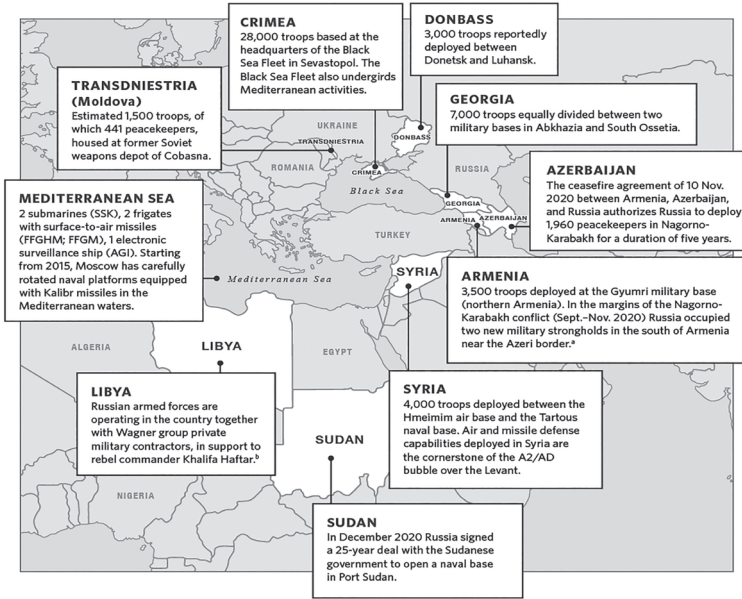 CRIMEA
28,000 troops based at the
headquarters of the Black
Sea Fleet in Sevastopol. The
Black Sea Fleet also undergirds
Mediterranean activities.
DONBASS
3,000 troops reportedly
deployed between
Donetsk and Luhansk.
TRANSDNIESTRIA
(Moldova)
Estimated 1,500 troops, of
which 441 peacekeepers,
housed at former Soviet
weapons depot of Cobasna.
GEORGIA
7,000 troops equally divided between two
military bases in Abkhazia and South Ossetia.
UKRAINE
DONBASS
TRANSDNIESTRIA
ROMANIA
CRIMEA
RUSSIA
Black Sea
GEORGIA
ARMENIA
AZERBAIJAN
TURKEY
AZERBAIJAN
The ceasefire agreement of 10 Nov.
2020 between Armenia, Azerbaijan,
and Russia authorizes Russia to deploy
1,960 peacekeepers in Nagorno-
Karabakh for a duration of five years.
MEDITERRANEAN SEA
2 submarines (SSK), 2 frigates
with surface-to-air missiles
(FFGHM; FFGM), 1 electronic
surveillance ship (AGI). Starting
from 2015, Moscow has carefully
rotated naval platforms equipped
with Kalibr missiles in the
Mediterranean waters.
Mediterranean Sea
SYRIA
ARMENIA
3,500 troops deployed at the Gyumri military base
(northern Armenia). In the margins of the Nagorno-
Karabakh conflict (Sept.–Nov. 2020) Russia occupied
two new military strongholds in the south of Armenia
near the Azeri border.ª
ALGERIA
LIBYA
EGYPT
LIBYA
Russian armed forces are
operating in the country together
with Wagner group private
military contractors, in support to
rebel commander Khalifa Haftar.ᵇ
SYRIA
4,000 troops deployed between the
Hmeimim air base and the Tartous
naval base. Air and missile defense
capabilities deployed in Syria are
the cornerstone of the A2/AD
bubble over the Levant.
SUDAN
NIGERIA
SUDAN
In December 2020 Russia signed
a 25-year deal with the Sudanese
government to open a naval base
in Port Sudan.